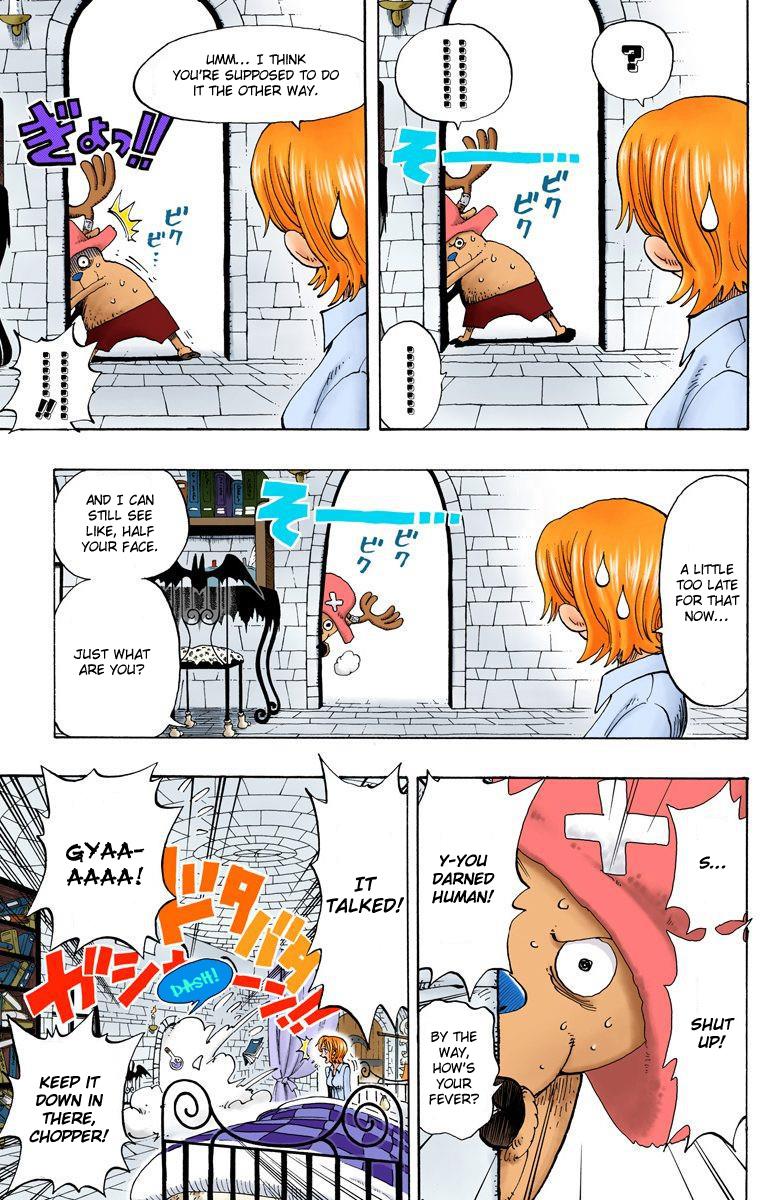 ?
そーーー…
ビク
ビク
UMM... I THINK
YOU'RE SUPPOSED TO DO
IT THE OTHER WAY.
ぎょっ!!
ビク
ビク…
!!
A LITTLE
TOO LATE
FOR THAT
NOW...
そーーー…
ビク
ビク
AND I CAN
STILL SEE
LIKE, HALF
YOUR FACE.
JUST WHAT
ARE YOU?
S...
SHUT
UP!
Y-YOU
DARNED
HUMAN!
BY THE
WAY,
HOW'S
YOUR
FEVER?
IT
TALKED!
GYAA-
AAAA!
ドタバタ
ガシャーーン!!
DASH!
KEEP IT
DOWN IN
THERE,
CHOPPER!